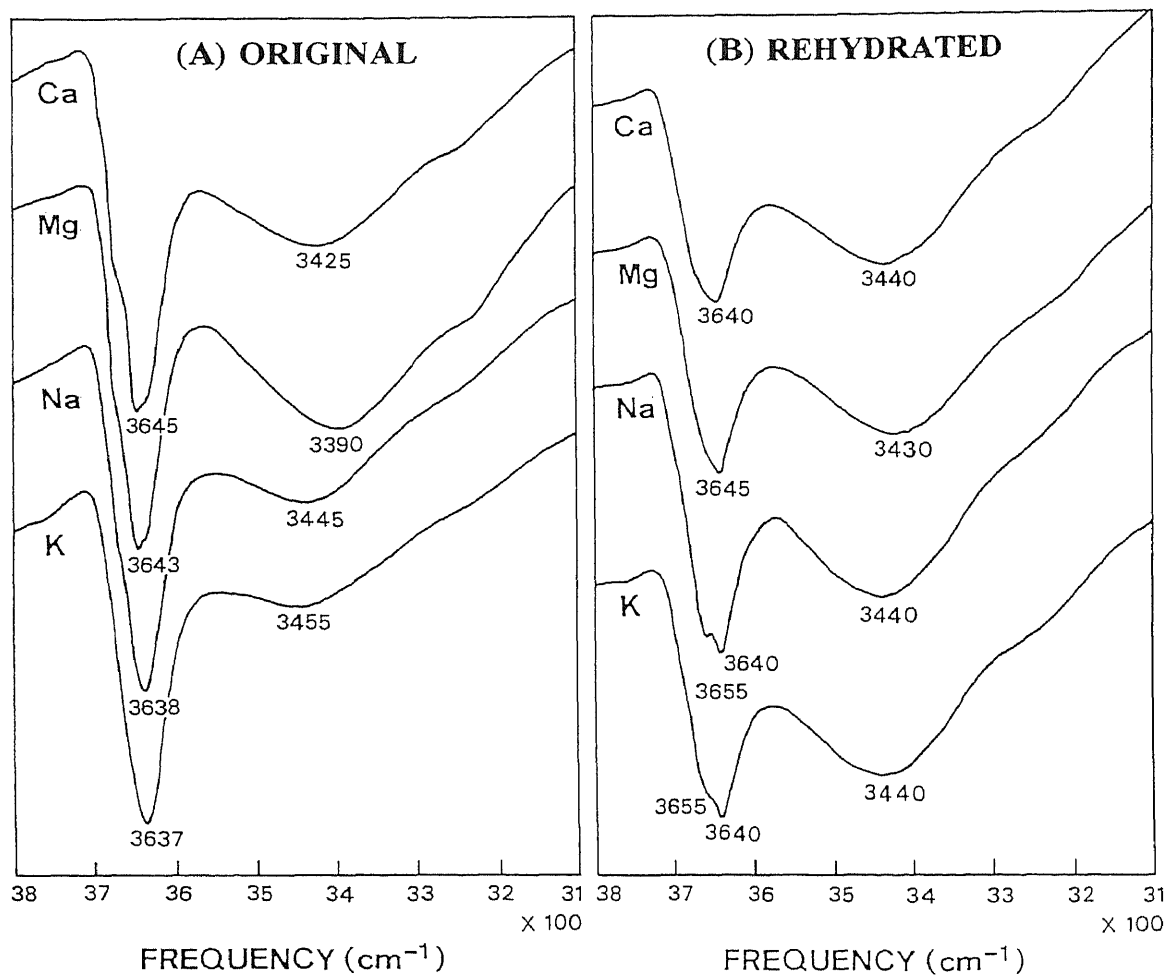 (A) ORIGINAL
Ca
Mg
Na
K
3425
3645
3390
3643
3445
3638
3455
3637
38 37 36 35 34 33 32 31
X 100
FREQUENCY (cm⁻¹)
(B) REHYDRATED
Ca
Mg
Na
K
3440
3640
3430
3645
3440
3640
3655
3440
3655
3640
38 37 36 35 34 33 32 31
X 100
FREQUENCY (cm⁻¹)